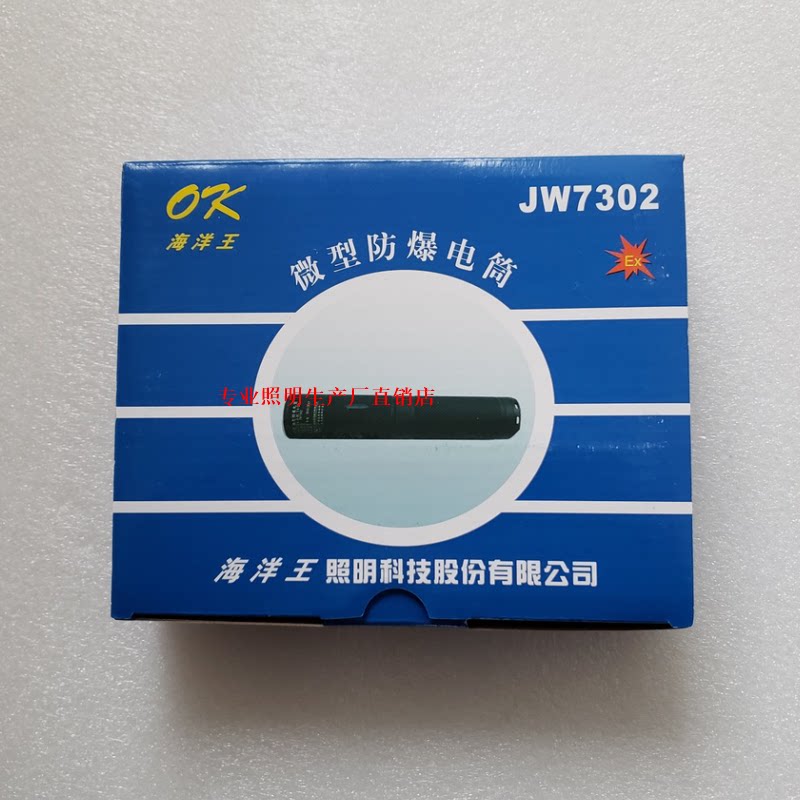 OK
海洋王
JW7302
Ex
微型防爆电筒
专业照明生产厂直销店
海洋王 照明科技股份有限公司